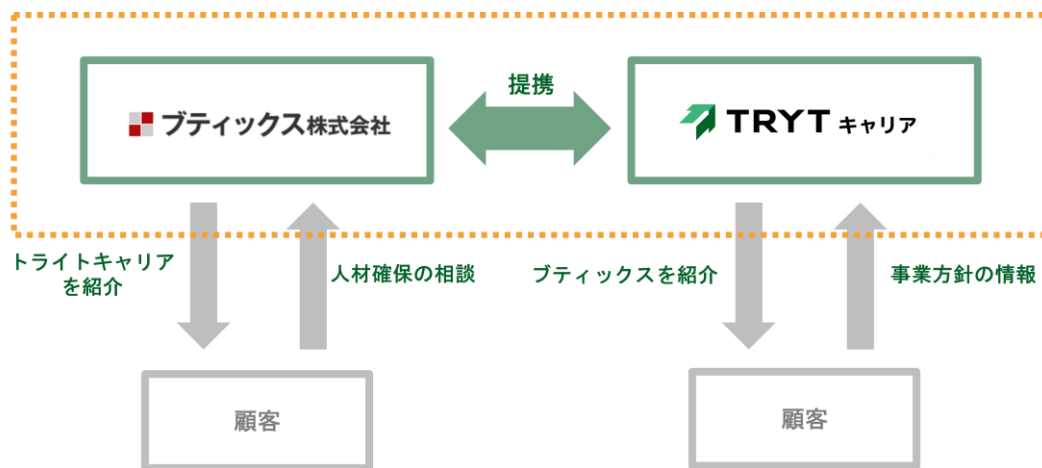 提携
ブティックス株式会社
TRYT キャリア
トライトキャリア
を紹介
人材確保の相談
ブティックスを紹介
事業方針の情報
顧客
顧客